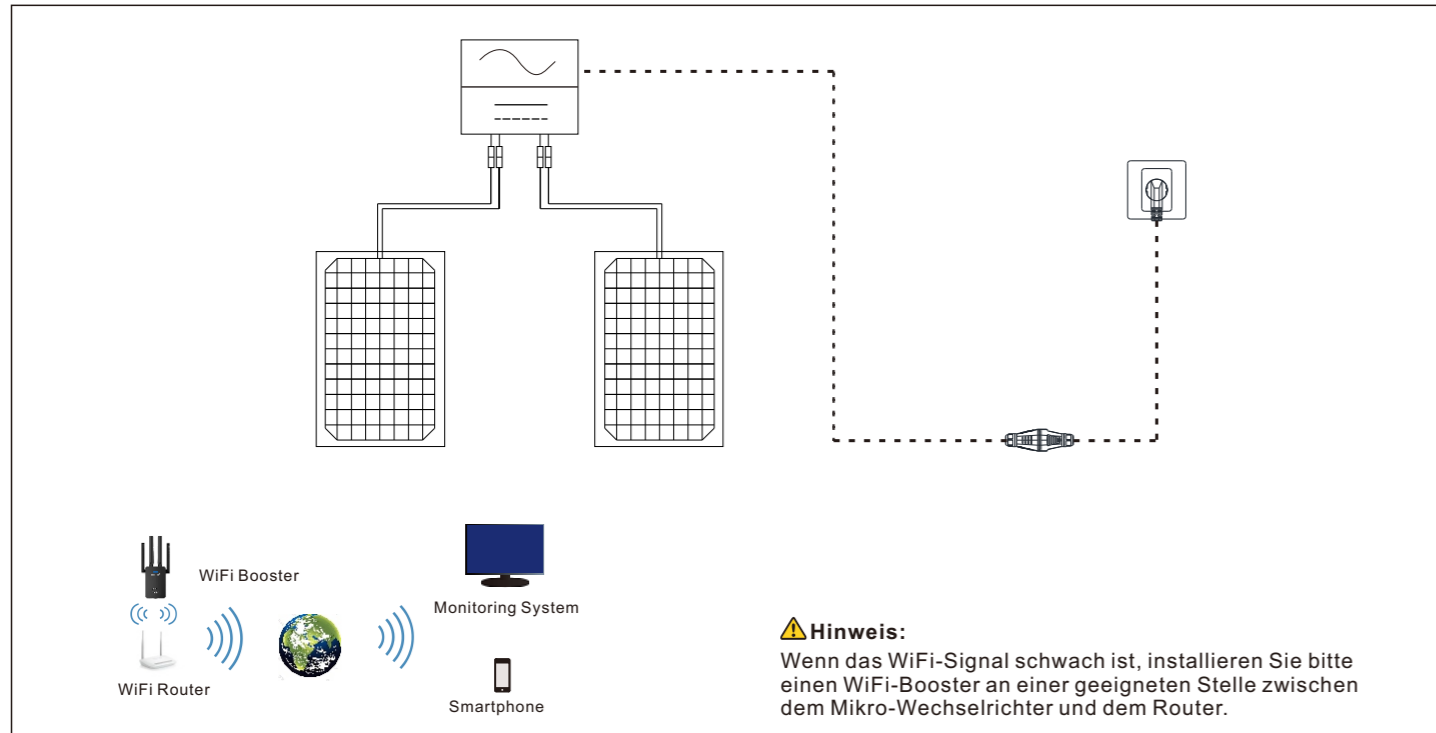 WiFi Booster
WiFi Router
Monitoring System
Smartphone
Hinweis:
Wenn das WiFi-Signal schwach ist, installieren Sie bitte
einen WiFi-Booster an einer geeigneten Stelle zwischen
dem Mikro-Wechselrichter und dem Router.